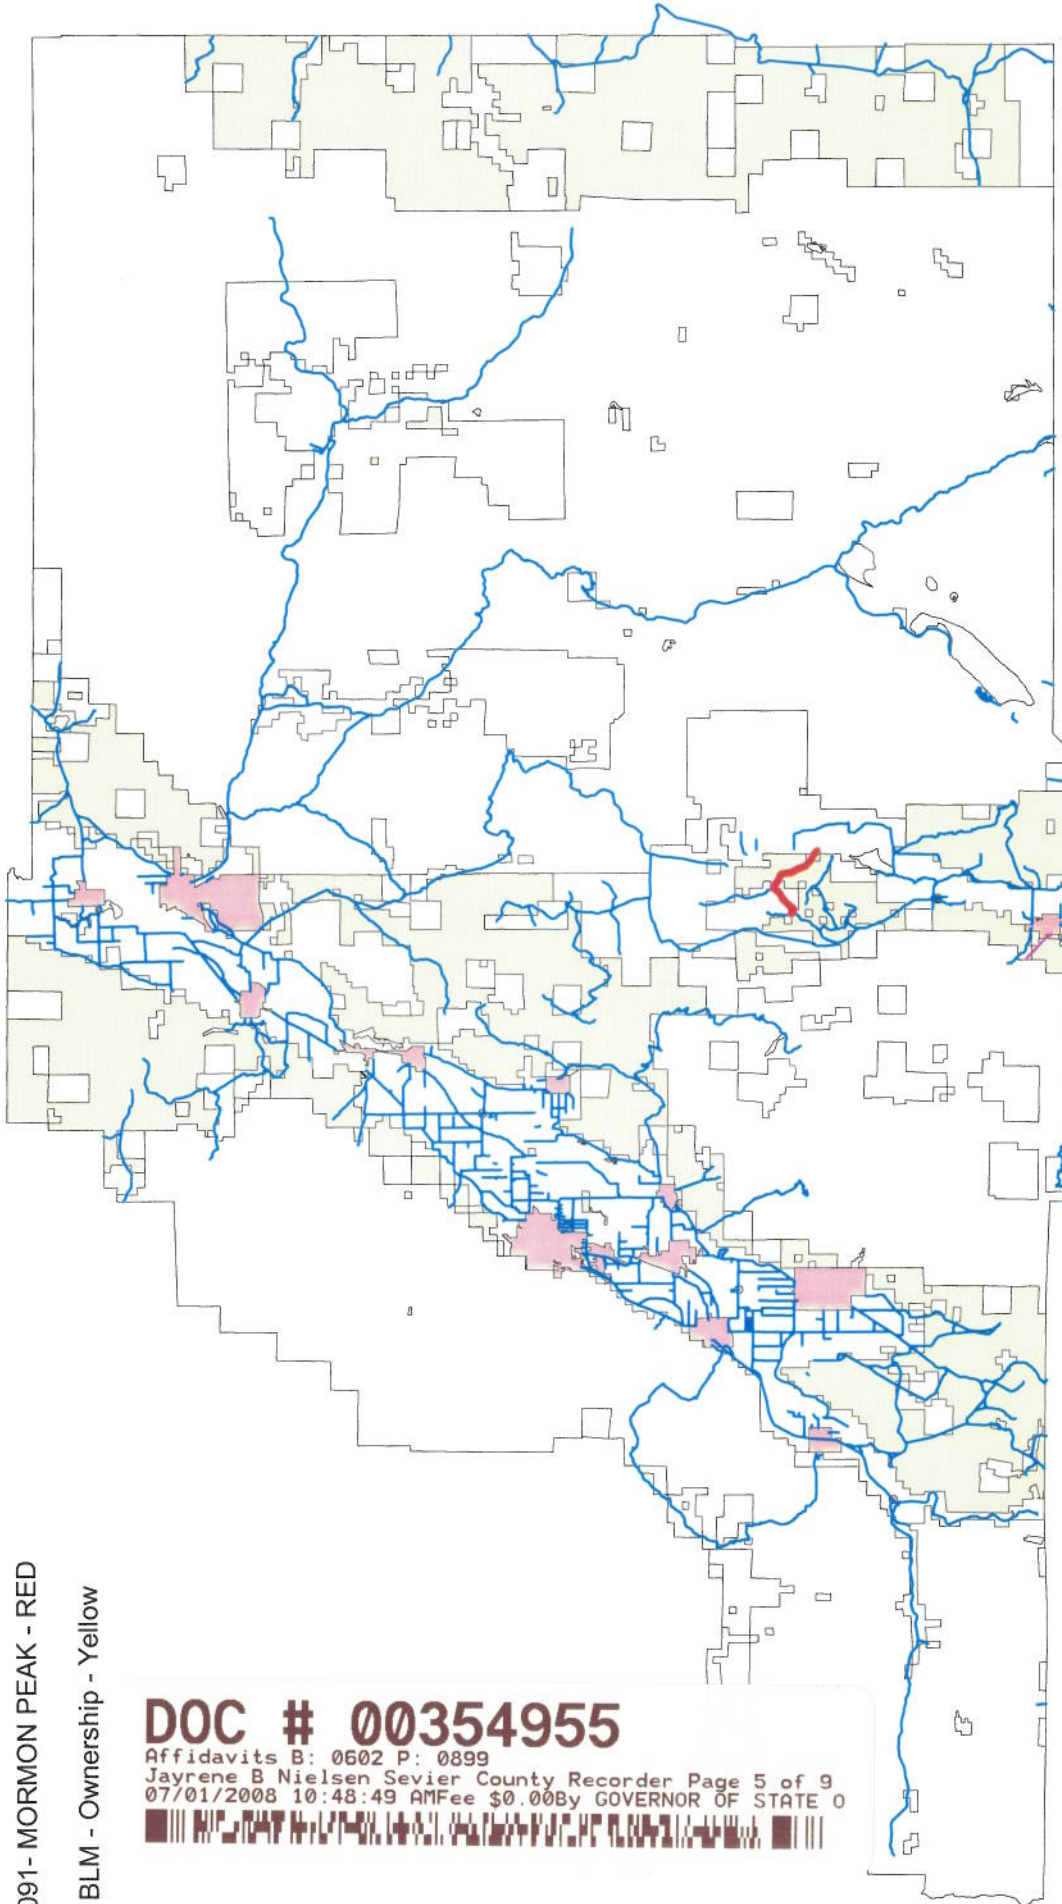 091- MORMON PEAK - RED
BLM - Ownership - Yellow
DOC # 00354955
Affidavits B: 0602 P: 0899
Jayrene B Nielsen Sevier County Recorder Page 5 of 9
07/01/2008 10:48:49 AMFee $0.00By GOVERNOR OF STATE O